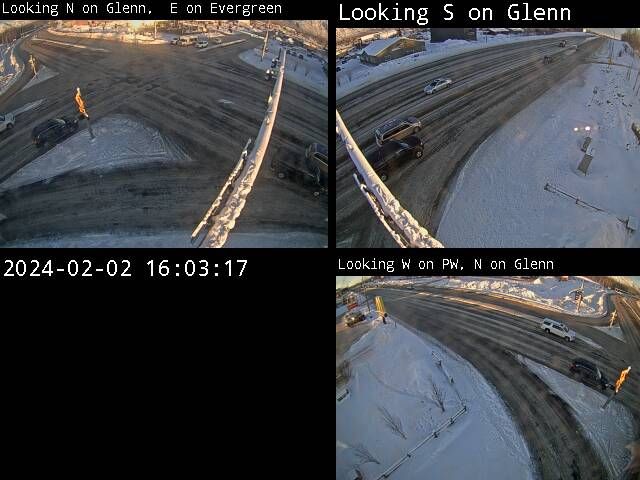 Looking N on Glenn,  E on Evergreen
Looking S on Glenn
2024-02-02 16:03:17
Looking W on PW, N on Glenn